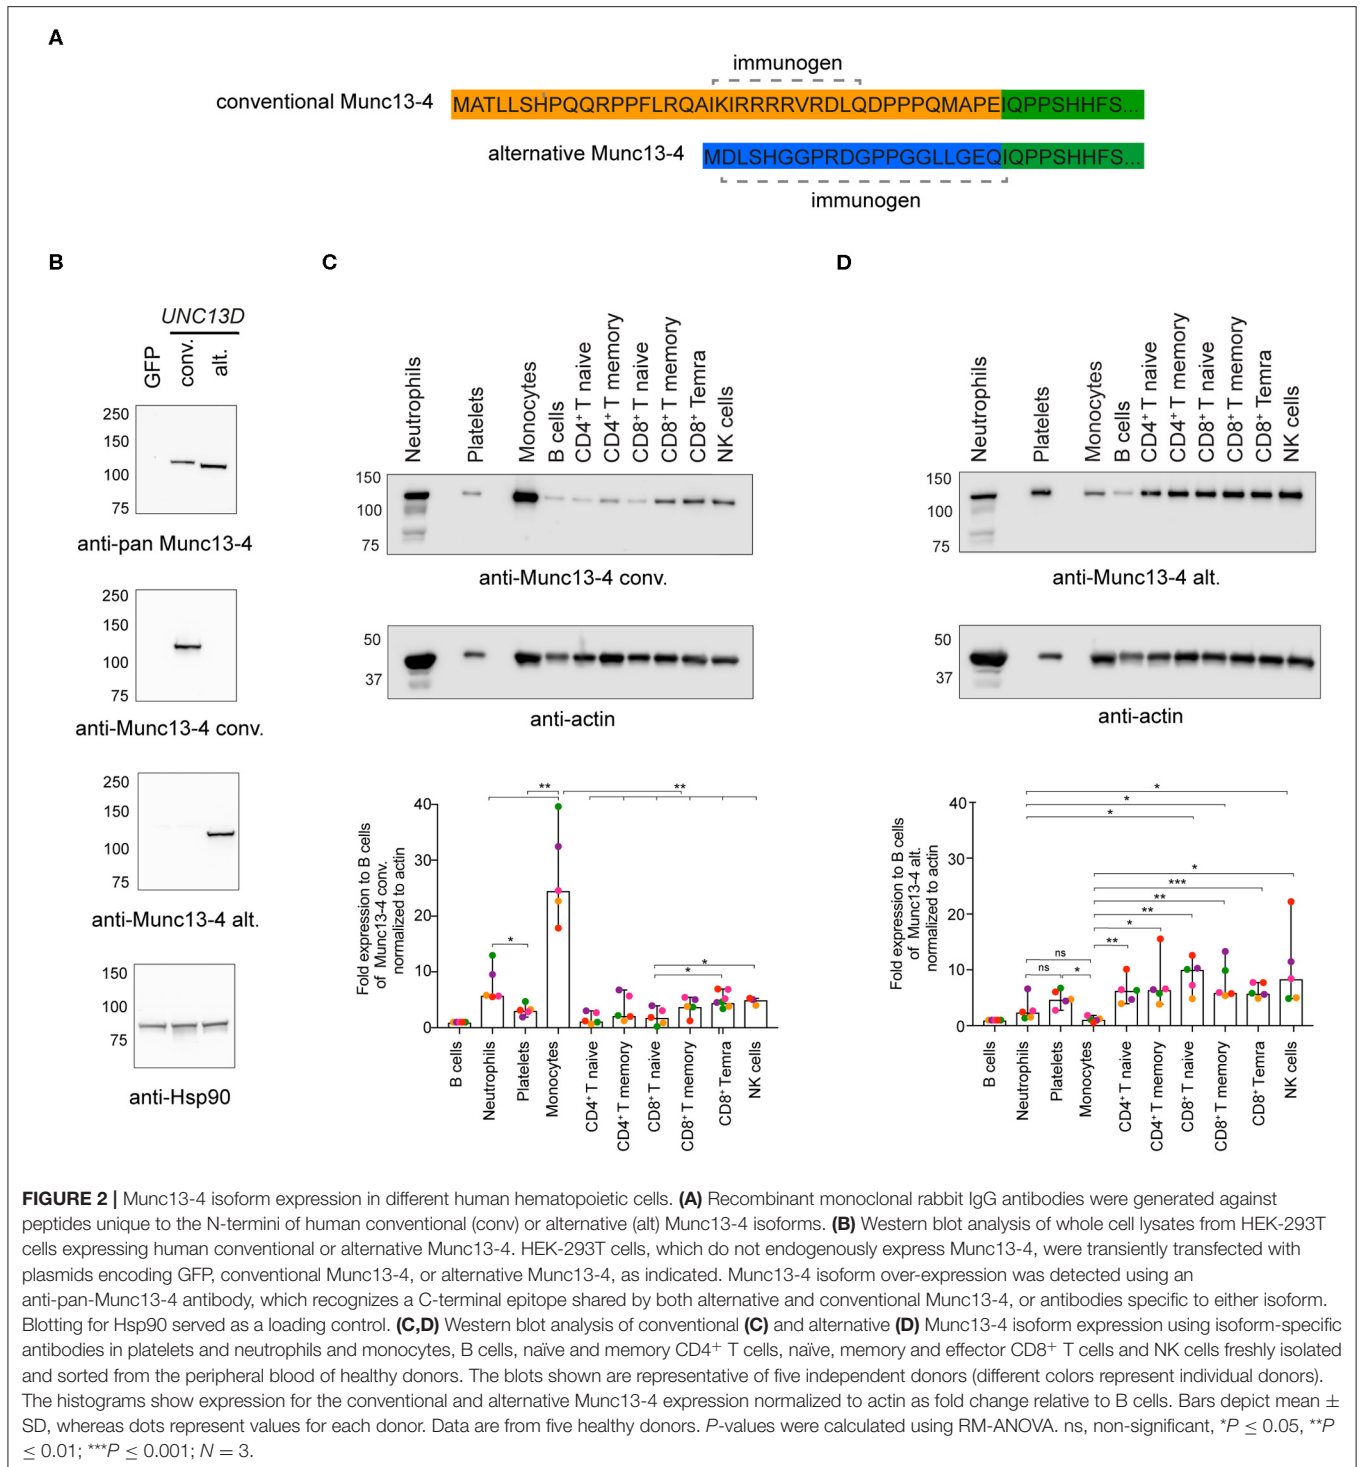 A
immunogen
conventional Munc13-4 MATLLSHPQQRPPFLRQAIKIRRRRVRDLQDPPPQMAPEIQPPSHHFS...
alternative Munc13-4 MDLSHGGPRDGPPGGLLGEQIQPPSHHFS...
immunogen
B
UNC13D
GFP conv. alt.
250
150
100
75
anti-pan Munc13-4
250
150
100
75
anti-Munc13-4 conv.
250
150
100
75
anti-Munc13-4 alt.
150
100
75
anti-Hsp90
C
Neutrophils Platelets Monocytes B cells CD4+ T naive CD4+ T memory CD8+ T naive CD8+ T memory CD8+ Temra NK cells
150
100
75
anti-Munc13-4 conv.
50
37
anti-actin
Fold expression to B cells
of Munc13-4 conv.
normalized to actin
40
30
20
10
0
** **
*
*
*
B cells Neutrophils Platelets Monocytes CD4+ T naive CD4+ T memory CD8+ T naive CD8+ T memory CD8+ Temra NK cells
D
Neutrophils Platelets Monocytes B cells CD4+ T naive CD4+ T memory CD8+ T naive CD8+ T memory CD8+ Temra NK cells
150
100
75
anti-Munc13-4 alt.
50
37
anti-actin
Fold expression to B cells
of Munc13-4 alt.
normalized to actin
40
30
20
10
0
*
*
*
*
***
**
**
*
**
ns
ns *
B cells Neutrophils Platelets Monocytes CD4+ T naive CD4+ T memory CD8+ T naive CD8+ T memory CD8+ Temra NK cells
FIGURE 2 | Munc13-4 isoform expression in different human hematopoietic cells. (A) Recombinant monoclonal rabbit IgG antibodies were generated against
peptides unique to the N-termini of human conventional (conv) or alternative (alt) Munc13-4 isoforms. (B) Western blot analysis of whole cell lysates from HEK-293T
cells expressing human conventional or alternative Munc13-4. HEK-293T cells, which do not endogenously express Munc13-4, were transiently transfected with
plasmids encoding GFP, conventional Munc13-4, or alternative Munc13-4, as indicated. Munc13-4 isoform over-expression was detected using an
anti-pan-Munc13-4 antibody, which recognizes a C-terminal epitope shared by both alternative and conventional Munc13-4, or antibodies specific to either isoform.
Blotting for Hsp90 served as a loading control. (C,D) Western blot analysis of conventional (C) and alternative (D) Munc13-4 isoform expression using isoform-specific
antibodies in platelets and neutrophils and monocytes, B cells, naïve and memory CD4+ T cells, naïve, memory and effector CD8+ T cells and NK cells freshly isolated
and sorted from the peripheral blood of healthy donors. The blots shown are representative of five independent donors (different colors represent individual donors).
The histograms show expression for the conventional and alternative Munc13-4 expression normalized to actin as fold change relative to B cells. Bars depict mean ±
SD, whereas dots represent values for each donor. Data are from five healthy donors. P-values were calculated using RM-ANOVA. ns, non-significant, *P ≤ 0.05, **P
≤ 0.01; ***P ≤ 0.001; N = 3.